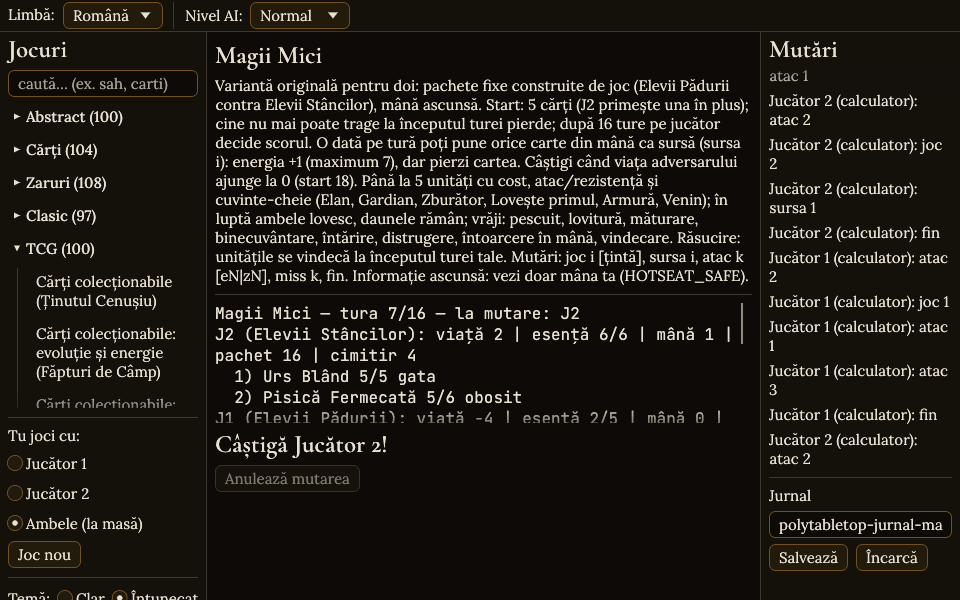 Limbă: Română ▼ Nivel AI: Normal ▼
Jocuri
caută... (ex. sah, carti)
▸ Abstract (100)
▸ Cărți (104)
▸ Zaruri (108)
▸ Clasic (97)
▾ TCG (100)
Cărți colecționabile
(Ținutul Cenușiu)
Cărți colecționabile:
evoluție și energie
(Făpturi de Câmp)
Cărți colecționabile:
Tu joci cu:
Jucător 1
Jucător 2
Ambele (la masă)
Joc nou
Temă: Clar Întunecat
Magii Mici
Variantă originală pentru doi: pachete fixe construite de joc (Elevii Pădurii
contra Elevii Stâncilor), mână ascunsă. Start: 5 cărți (J2 primește una în plus);
cine nu mai poate trage la începutul turei pierde; după 16 ture pe jucător
decide scorul. O dată pe tură poți pune orice carte din mână ca sursă (sursa
i): energia +1 (maximum 7), dar pierzi cartea. Câștigi când viața adversarului
ajunge la 0 (start 18). Până la 5 unități cu cost, atac/rezistență și
cuvinte-cheie (Elan, Gardian, Zburător, Lovește primul, Armură, Venin); în
luptă ambele lovesc, daunele rămân; vrăji: pescuit, lovitură, măturare,
binecuvântare, întărire, distrugere, întoarcere în mână, vindecare. Răsucire:
unitățile se vindecă la începutul turei tale. Mutări: joc i [țintă], sursa i, atac k
[eN|zN], miss k, fin. Informație ascunsă: vezi doar mâna ta (HOTSEAT_SAFE).
Magii Mici — tura 7/16 — la mutare: J2
J2 (Elevii Stâncilor): viață 2 | esență 6/6 | mână 1 |
pachet 16 | cimitir 4
1) Urs Blând 5/5 gata
2) Pisică Fermecată 5/6 obosit
J1 (Elevii Pădurii): viață -4 | esență 2/5 | mână 0 |
Câștigă Jucător 2!
Anulează mutarea
Mutări
atac 1
Jucător 2 (calculator):
atac 2
Jucător 2 (calculator): joc
2
Jucător 2 (calculator):
sursa 1
Jucător 2 (calculator): fin
Jucător 1 (calculator): atac
2
Jucător 1 (calculator): joc 1
Jucător 1 (calculator): atac
1
Jucător 1 (calculator): atac
3
Jucător 1 (calculator): fin
Jucător 2 (calculator):
atac 2
Jurnal
polytabletop-jurnal-ma
Salvează Încarcă